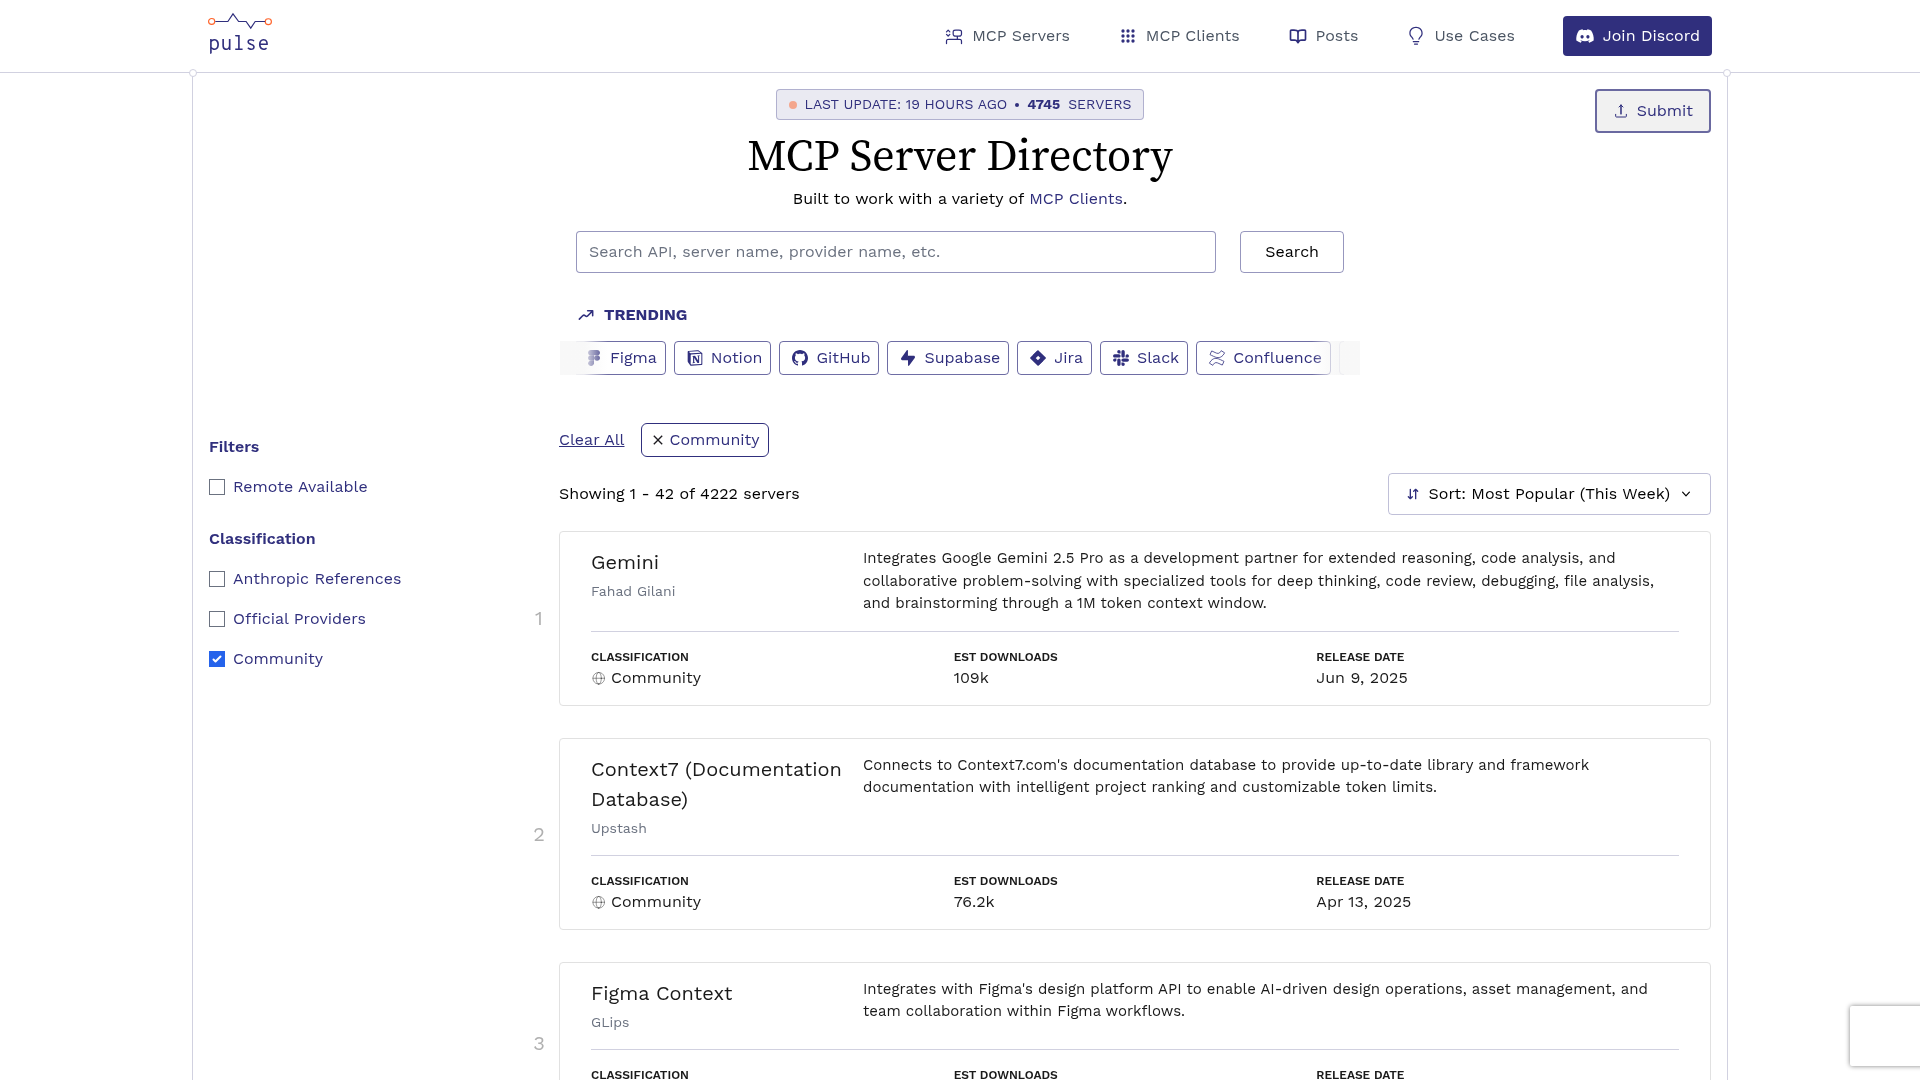 pulse
MCP Servers
MCP Clients
Posts
Use Cases
Join Discord
LAST UPDATE: 19 HOURS AGO • 4745 SERVERS
Submit
MCP Server Directory
Built to work with a variety of MCP Clients.
Search API, server name, provider name, etc.
Search
TRENDING
Figma
Notion
GitHub
Supabase
Jira
Slack
Confluence
Filters
Remote Available
Classification
Anthropic References
Official Providers
Community
Clear All
Community
Showing 1 - 42 of 4222 servers
Sort: Most Popular (This Week)
1
Gemini
Fahad Gilani
Integrates Google Gemini 2.5 Pro as a development partner for extended reasoning, code analysis, and
collaborative problem-solving with specialized tools for deep thinking, code review, debugging, file analysis,
and brainstorming through a 1M token context window.
CLASSIFICATION
Community
EST DOWNLOADS
109k
RELEASE DATE
Jun 9, 2025
2
Context7 (Documentation
Database)
Upstash
Connects to Context7.com's documentation database to provide up-to-date library and framework
documentation with intelligent project ranking and customizable token limits.
CLASSIFICATION
Community
EST DOWNLOADS
76.2k
RELEASE DATE
Apr 13, 2025
3
Figma Context
GLips
Integrates with Figma's design platform API to enable AI-driven design operations, asset management, and
team collaboration within Figma workflows.
CLASSIFICATION
EST DOWNLOADS
RELEASE DATE